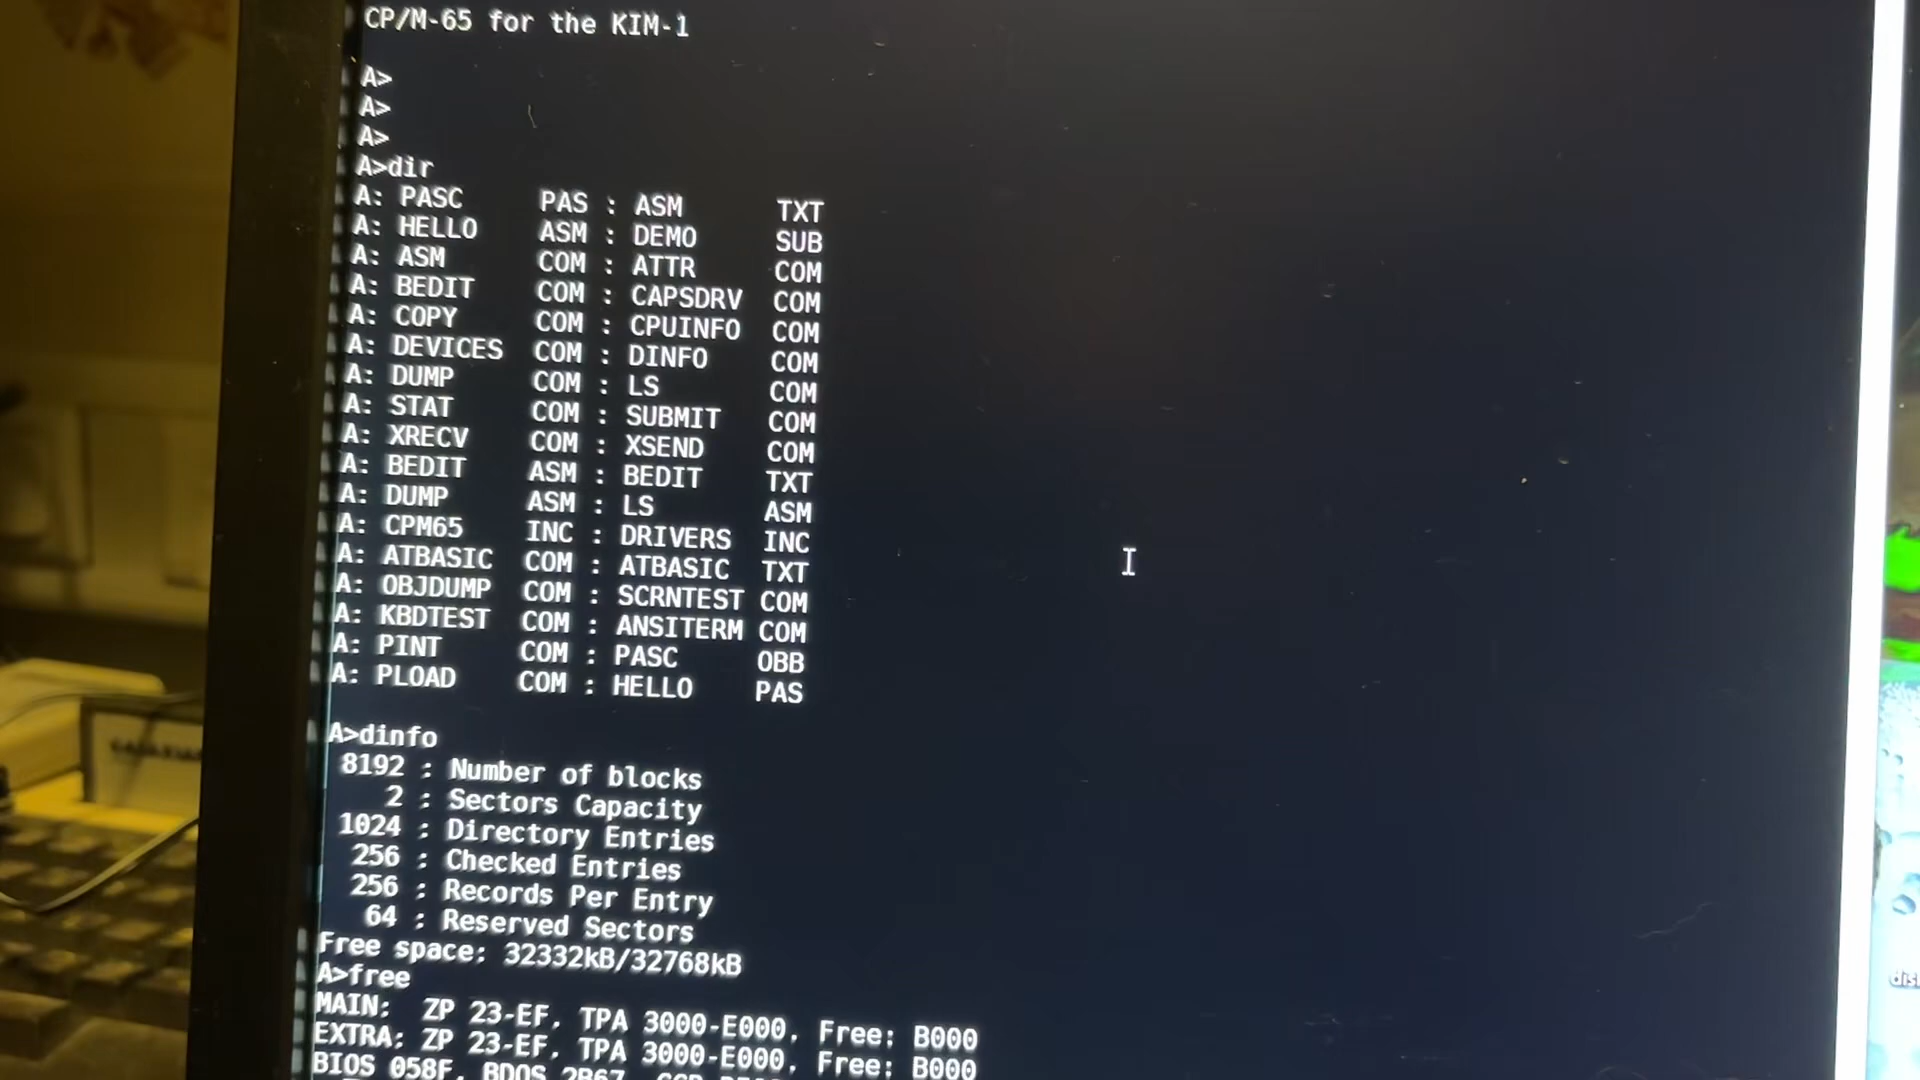 CP/M-65 for the KIM-1
A>
A>
A>
A>dir
A: PASC PAS : ASM TXT
A: HELLO ASM : DEMO SUB
A: ASM COM : ATTR COM
A: BEDIT COM : CAPSDRV COM
A: COPY COM : CPUINFO COM
A: DEVICES COM : DINFO COM
A: DUMP COM : LS COM
A: STAT COM : SUBMIT COM
A: XRECV COM : XSEND COM
A: BEDIT ASM : BEDIT TXT
A: DUMP ASM : LS ASM
A: CPM65 INC : DRIVERS INC
A: ATBASIC COM : ATBASIC TXT
A: OBJDUMP COM : SCRNTEST COM
A: KBDTEST COM : ANSITERM COM
A: PINT COM : PASC OBB
A: PLOAD COM : HELLO PAS
A>dinfo
8192 : Number of blocks
2 : Sectors Capacity
1024 : Directory Entries
256 : Checked Entries
256 : Records Per Entry
64 : Reserved Sectors
Free space: 32332kB/32768kB
A>free
MAIN: ZP 23-EF, TPA 3000-E000, Free: B000
EXTRA: ZP 23-EF, TPA 3000-E000, Free: B000
BIOS 058F, BDOS 2B67,